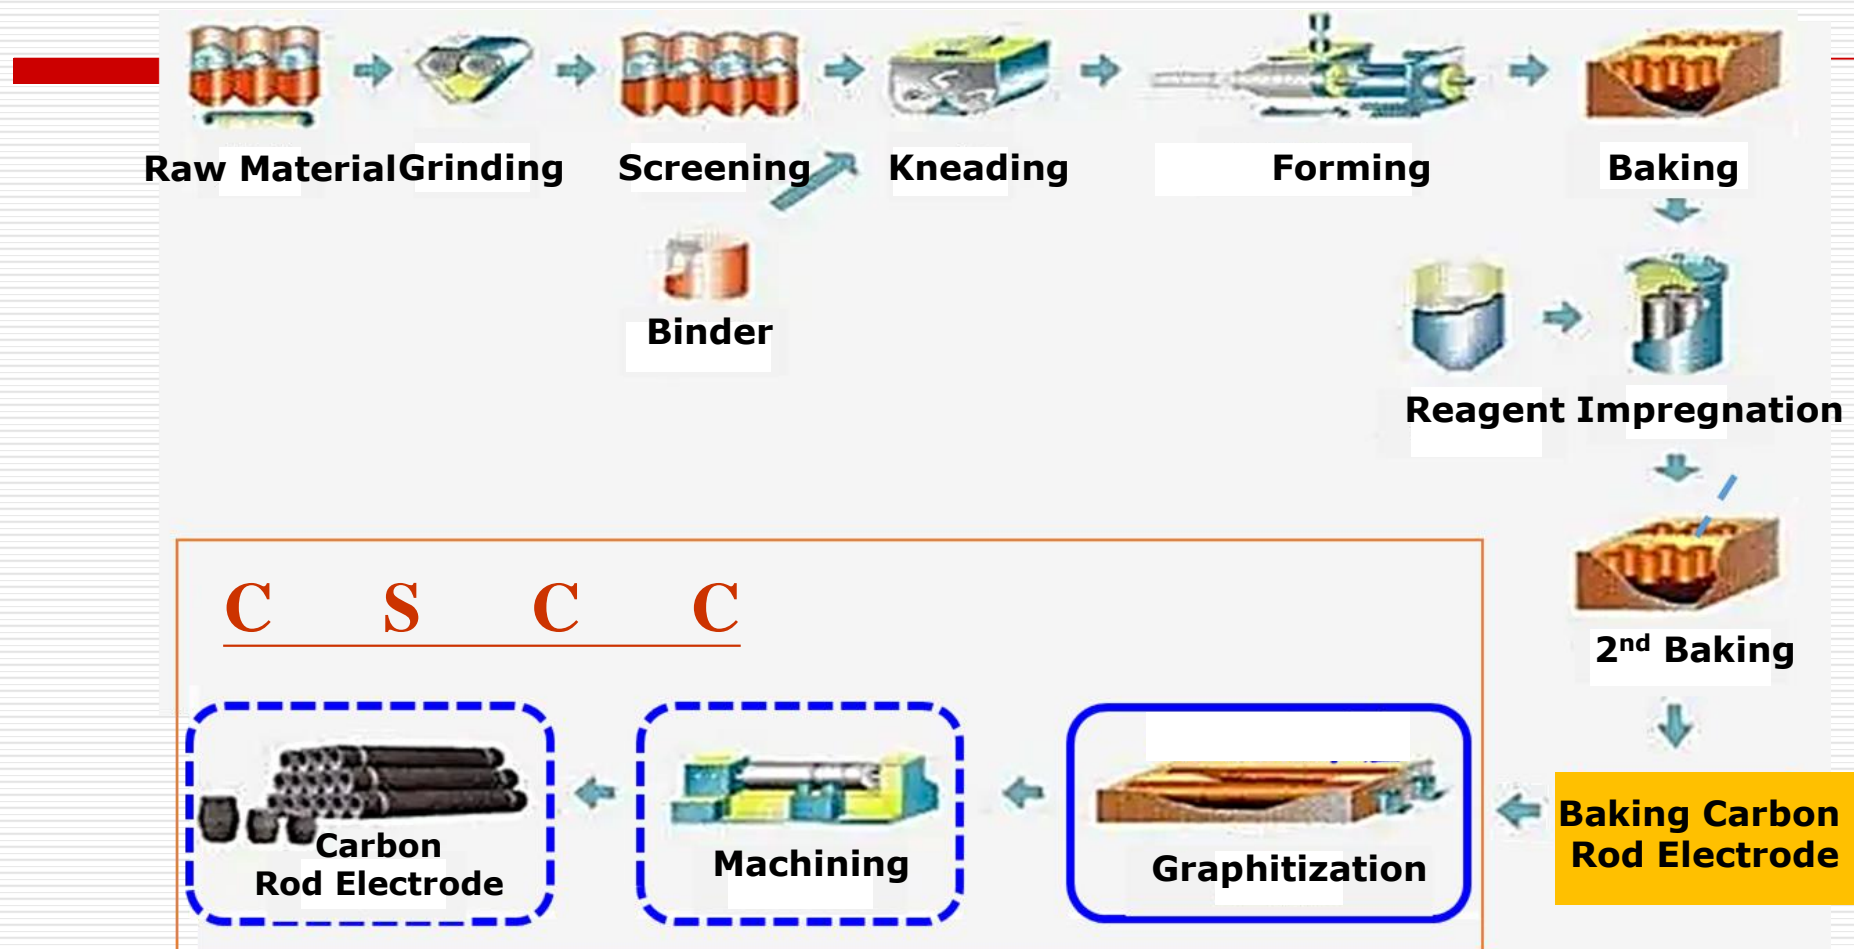 Raw Material Grinding Screening Kneading Forming Baking
Binder
Reagent Impregnation
C S C C
2nd Baking
Baking Carbon
Rod Electrode
Graphitization
Machining
Carbon
Rod Electrode